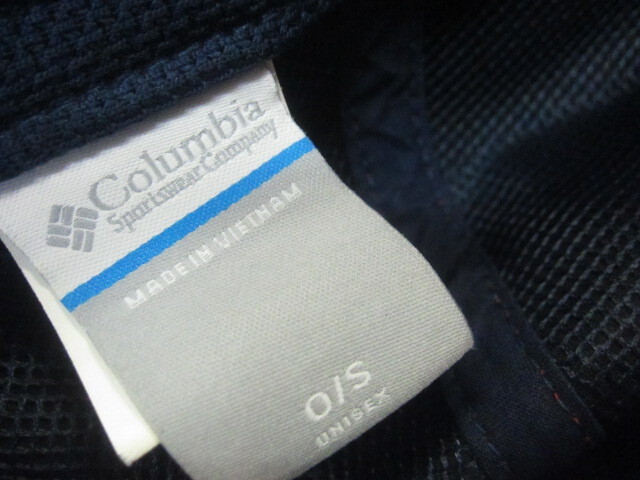 Columbia
Sportswear Company
MADE IN VIETNAM
O/S
UNISEX